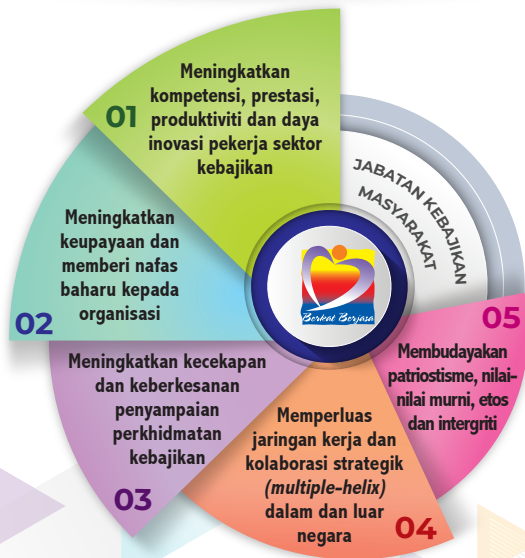 01
Meningkatkan
kompetensi, prestasi,
produktiviti dan daya
inovasi pekerja sektor
kebajikan
JABATAN KEBAJIKAN
MASYARAKAT
Berkat Berjasa
02
Meningkatkan
keupayaan dan
memberi nafas
baharu kepada
organisasi
03
Meningkatkan kecekapan
dan keberkesanan
penyampaian
perkhidmatan
kebajikan
04
Memperluas
jaringan kerja dan
kolaborasi strategik
(multiple-helix)
dalam dan luar
negara
05
Membudayakan
patriostisme, nilai-
nilai murni, etos
dan intergriti